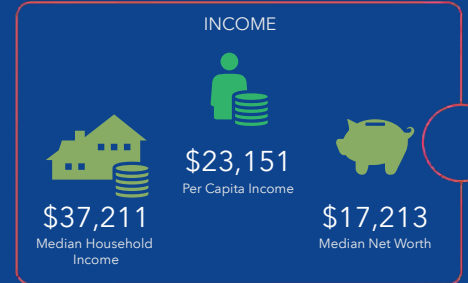 INCOME
$23,151
Per Capita Income
$37,211
Median Household
Income
$17,213
Median Net Worth